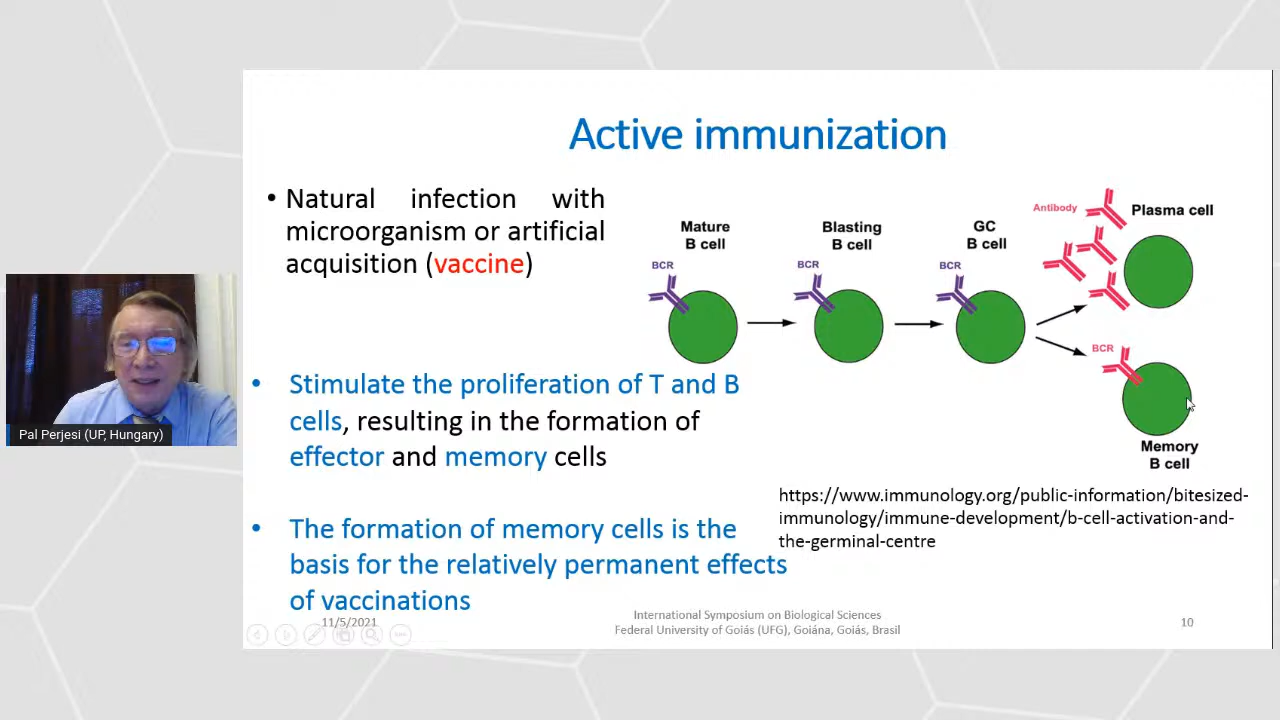 Active immunization
• Natural infection with
microorganism or artificial
acquisition (vaccine)
• Stimulate the proliferation of T and B
cells, resulting in the formation of
effector and memory cells
• The formation of memory cells is the
basis for the relatively permanent effects
of vaccinations
Mature
B cell
BCR
Blasting
B cell
BCR
GC
B cell
BCR
Antibody
Plasma cell
BCR
Memory
B cell
https://www.immunology.org/public-information/bitesized-
immunology/immune-development/b-cell-activation-and-
the-germinal-centre
11/5/2021
International Symposium on Biological Sciences
Federal University of Goiás (UFG), Goiána, Goiás, Brasil
10
Pal Perjesi (UP, Hungary)